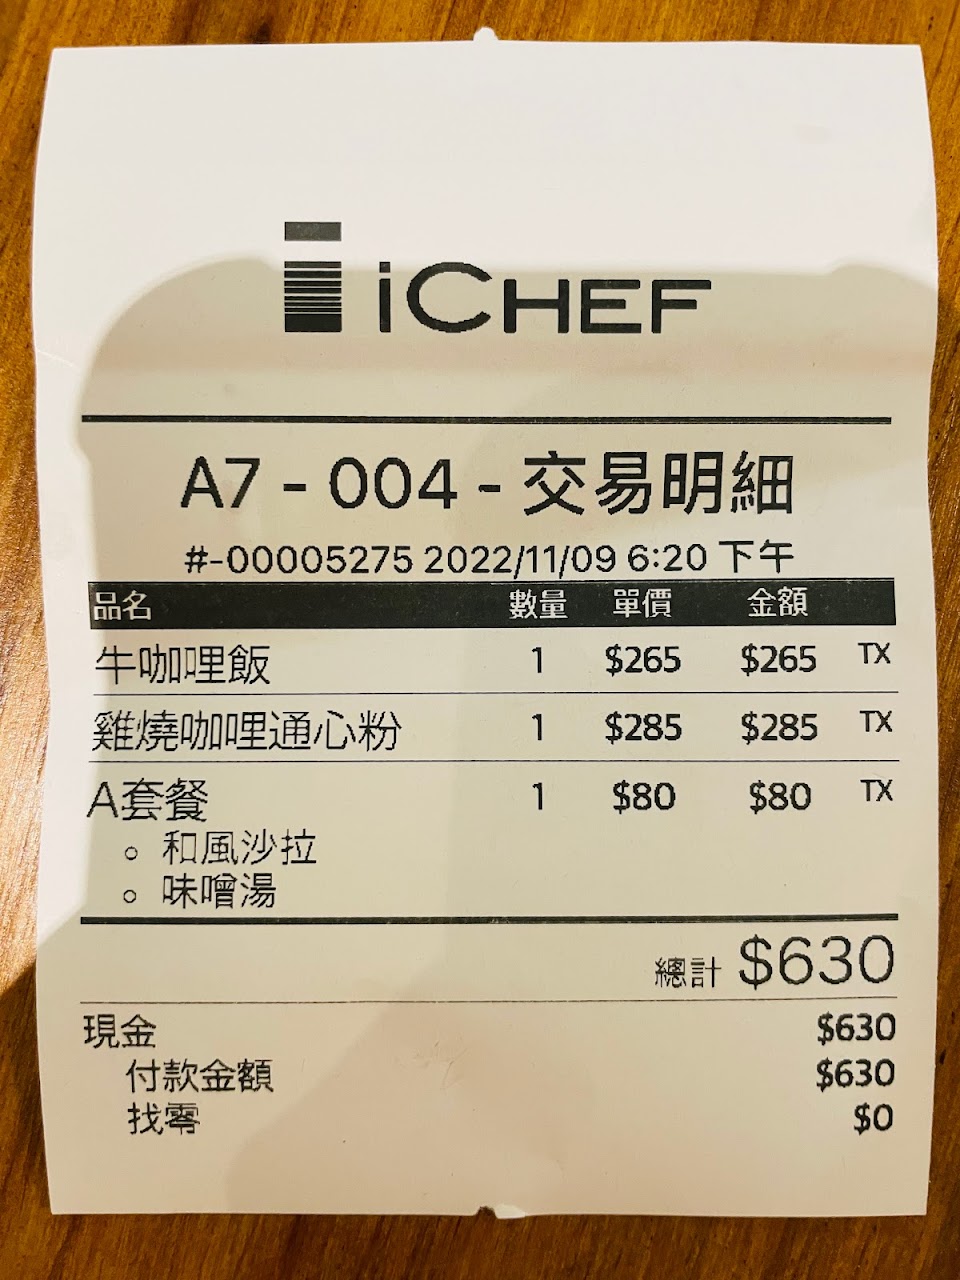 iCHEF
A7 - 004 - 交易明細
#-00005275 2022/11/09 6:20 下午
品名 數量 單價 金額
牛咖哩飯 1 $265 $265 TX
雞燒咖哩通心粉 1 $285 $285 TX
A套餐 1 $80 $80 TX
◦ 和風沙拉
◦ 味噌湯
總計 $630
現金 $630
付款金額 $630
找零 $0